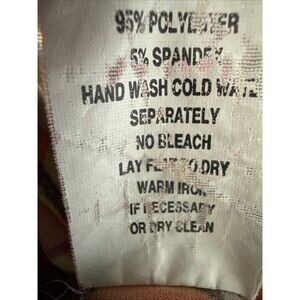 95% POLYESTER
5% SPANDEX
HAND WASH COLD WATE
SEPARATELY
NO BLEACH
LAY FLAT TO DRY
WARM IRON
IF NECESSARY
OR DRY CLEAN